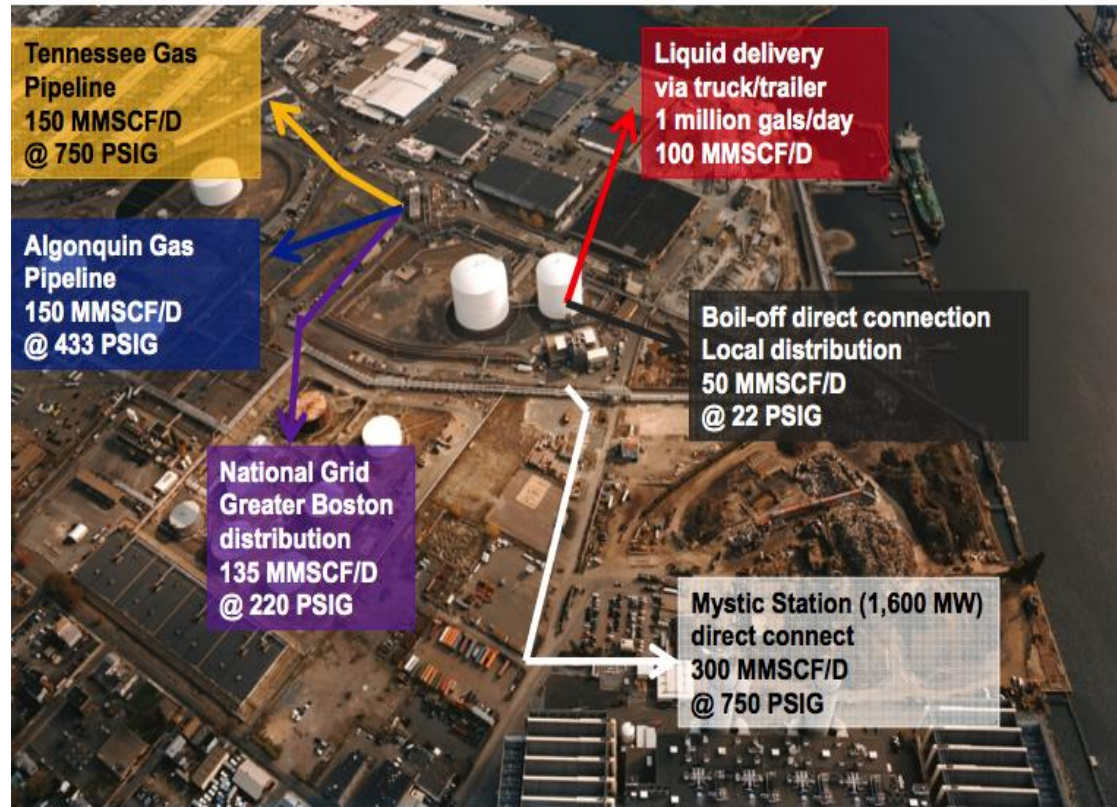 Tennessee Gas
Pipeline
150 MMSCF/D
@ 750 PSIG
Liquid delivery
via truck/trailer
1 million gals/day
100 MMSCF/D
Algonquin Gas
Pipeline
150 MMSCF/D
@ 433 PSIG
Boil-off direct connection
Local distribution
50 MMSCF/D
@ 22 PSIG
National Grid
Greater Boston
distribution
135 MMSCF/D
@ 220 PSIG
Mystic Station (1,600 MW)
direct connect
300 MMSCF/D
@ 750 PSIG